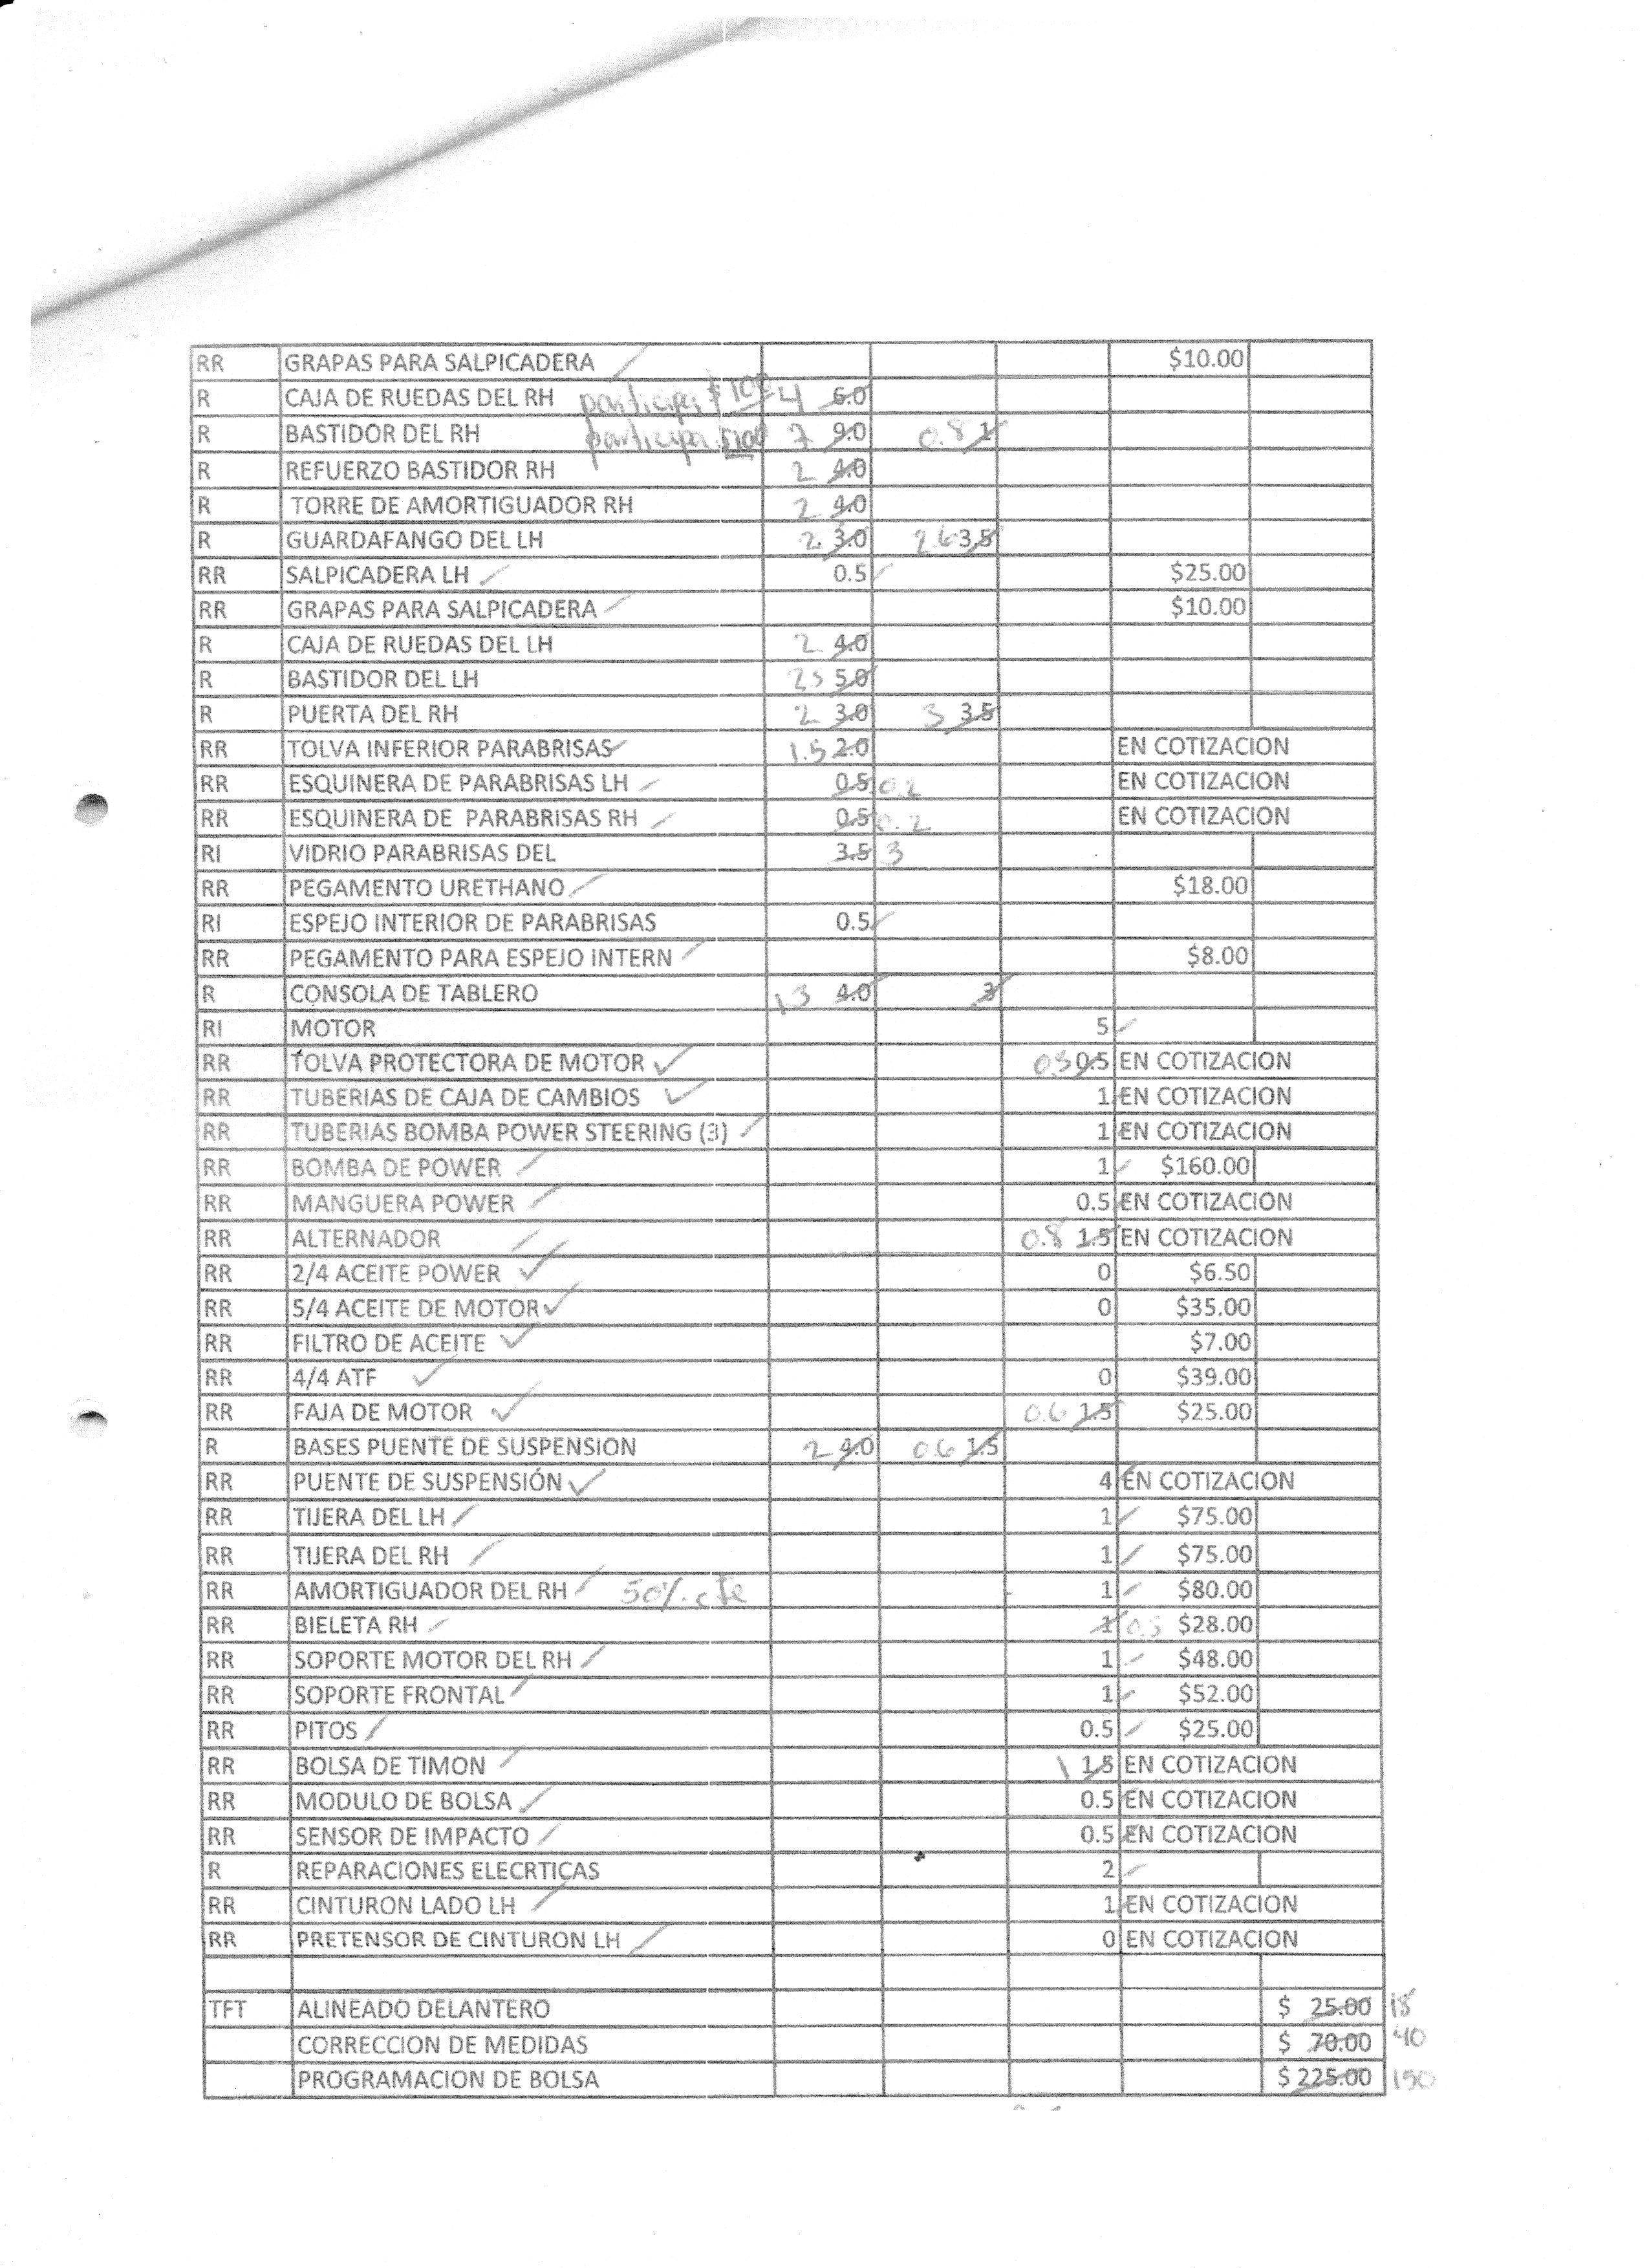 RR GRAPAS PARA SALPICADERA $10.00
R CAJA DE RUEDAS DEL RH participa $100 4 6.0
R BASTIDOR DEL RH participa $100 7 9.0 0.8 1
R REFUERZO BASTIDOR RH 2 4.0
R TORRE DE AMORTIGUADOR RH 2 4.0
R GUARDAFANGO DEL LH 2 3.0 2.6 3.5
RR SALPICADERA LH 0.5 $25.00
RR GRAPAS PARA SALPICADERA $10.00
R CAJA DE RUEDAS DEL LH 2 4.0
R BASTIDOR DEL LH 2.5 5.0
R PUERTA DEL RH 2 3.0 3 3.5
RR TOLVA INFERIOR PARABRISAS 1.5 2.0 EN COTIZACION
RR ESQUINERA DE PARABRISAS LH 0.5 0.2 EN COTIZACION
RR ESQUINERA DE PARABRISAS RH 0.5 0.2 EN COTIZACION
RI VIDRIO PARABRISAS DEL 3.5 3
RR PEGAMENTO URETHANO $18.00
RI ESPEJO INTERIOR DE PARABRISAS 0.5
RR PEGAMENTO PARA ESPEJO INTERN $8.00
R CONSOLA DE TABLERO 4.0 3
RI MOTOR 5
RR TOLVA PROTECTORA DE MOTOR 0.5 EN COTIZACION
RR TUBERIAS DE CAJA DE CAMBIOS 1 EN COTIZACION
RR TUBERIAS BOMBA POWER STEERING (3) 1 EN COTIZACION
RR BOMBA DE POWER 1 $160.00
RR MANGUERA POWER 0.5 EN COTIZACION
RR ALTERNADOR 0.8 1.5 EN COTIZACION
RR 2/4 ACEITE POWER 0 $6.50
RR 5/4 ACEITE DE MOTOR 0 $35.00
RR FILTRO DE ACEITE $7.00
RR 4/4 ATF 0 $39.00
RR FAJA DE MOTOR 0.6 1.5 $25.00
R BASES PUENTE DE SUSPENSION 2 4.0 0.6 1.5
RR PUENTE DE SUSPENSIÓN 4 EN COTIZACION
RR TIJERA DEL LH 1 $75.00
RR TIJERA DEL RH 1 $75.00
RR AMORTIGUADOR DEL RH 50% cte 1 $80.00
RR BIELETA RH 1 0.5 $28.00
RR SOPORTE MOTOR DEL RH 1 $48.00
RR SOPORTE FRONTAL 1 $52.00
RR PITOS 0.5 $25.00
RR BOLSA DE TIMON 1 1.5 EN COTIZACION
RR MODULO DE BOLSA 0.5 EN COTIZACION
RR SENSOR DE IMPACTO 0.5 EN COTIZACION
R REPARACIONES ELECRTICAS 2
RR CINTURON LADO LH 1 EN COTIZACION
RR PRETENSOR DE CINTURON LH 0 EN COTIZACION
TFT ALINEADO DELANTERO $ 25.00 18
CORRECCION DE MEDIDAS $ 70.00 40
PROGRAMACION DE BOLSA $ 225.00 150